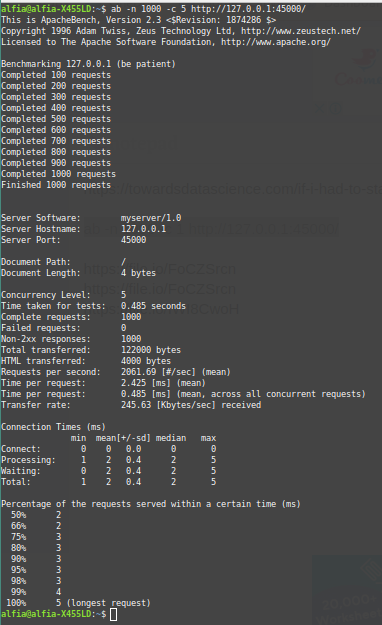 alfia@alfia-X455LD:~$ ab -n 1000 -c 5 http://127.0.0.1:45000/
This is ApacheBench, Version 2.3 <$Revision: 1874286 $>
Copyright 1996 Adam Twiss, Zeus Technology Ltd, http://www.zeustech.net/
Licensed to The Apache Software Foundation, http://www.apache.org/

Benchmarking 127.0.0.1 (be patient)
Completed 100 requests
Completed 200 requests
Completed 300 requests
Completed 400 requests
Completed 500 requests
Completed 600 requests
Completed 700 requests
Completed 800 requests
Completed 900 requests
Completed 1000 requests
Finished 1000 requests

Server Software:        myserver/1.0
Server Hostname:        127.0.0.1
Server Port:            45000

Document Path:          /
Document Length:        4 bytes

Concurrency Level:      5
Time taken for tests:   0.485 seconds
Complete requests:      1000
Failed requests:        0
Non-2xx responses:      1000
Total transferred:      122000 bytes
HTML transferred:       4000 bytes
Requests per second:    2061.69 [#/sec] (mean)
Time per request:       2.425 [ms] (mean)
Time per request:       0.485 [ms] (mean, across all concurrent requests)
Transfer rate:          245.63 [Kbytes/sec] received

Connection Times (ms)
              min  mean[+/-sd] median   max
Connect:        0    0   0.0      0       0
Processing:     1    2   0.4      2       5
Waiting:        0    2   0.4      2       5
Total:          1    2   0.4      2       5

Percentage of the requests served within a certain time (ms)
  50%      2
  66%      2
  75%      3
  80%      3
  90%      3
  95%      3
  98%      3
  99%      4
 100%      5 (longest request)
alfia@alfia-X455LD:~$